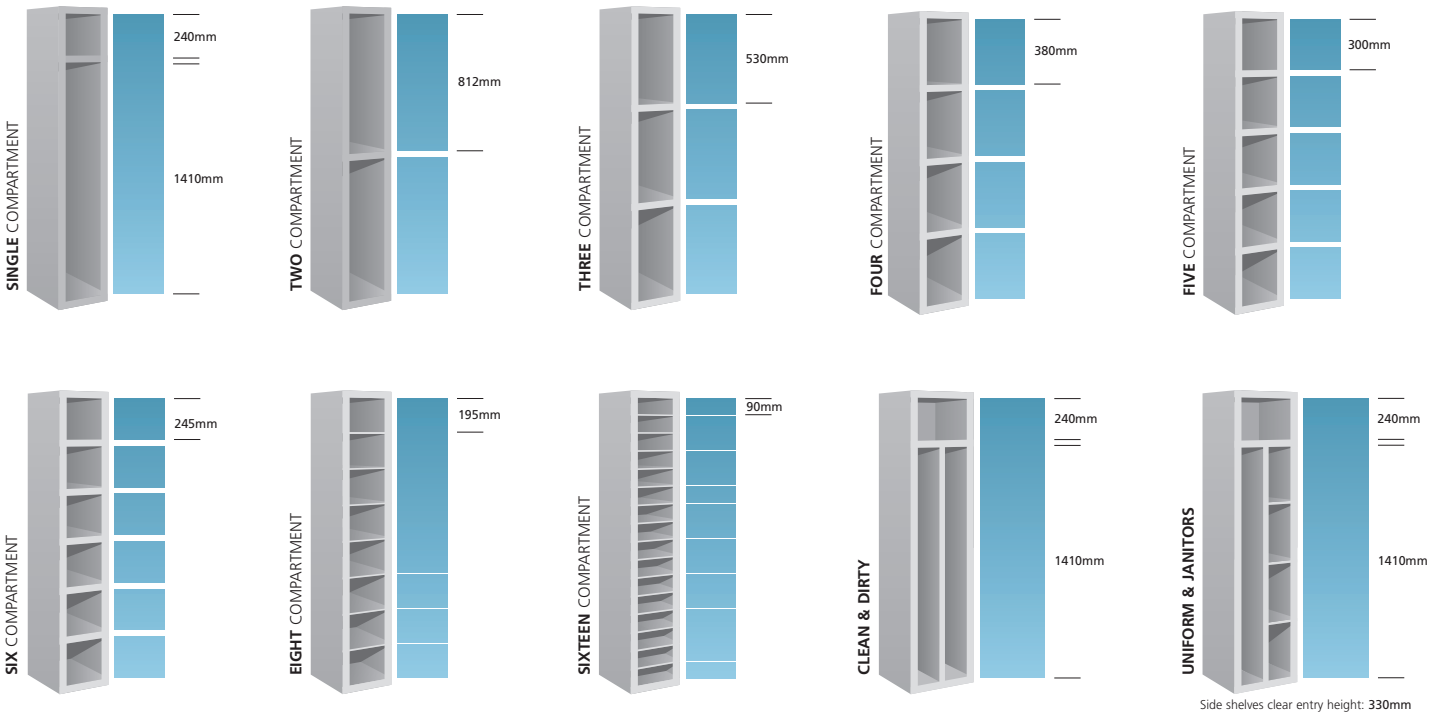 SINGLE COMPARTMENT
240mm
1410mm
TWO COMPARTMENT
812mm
THREE COMPARTMENT
530mm
FOUR COMPARTMENT
380mm
FIVE COMPARTMENT
300mm
SIX COMPARTMENT
245mm
EIGHT COMPARTMENT
195mm
SIXTEEN COMPARTMENT
90mm
CLEAN & DIRTY
240mm
1410mm
UNIFORM & JANITORS
240mm
1410mm
Side shelves clear entry height: 330mm